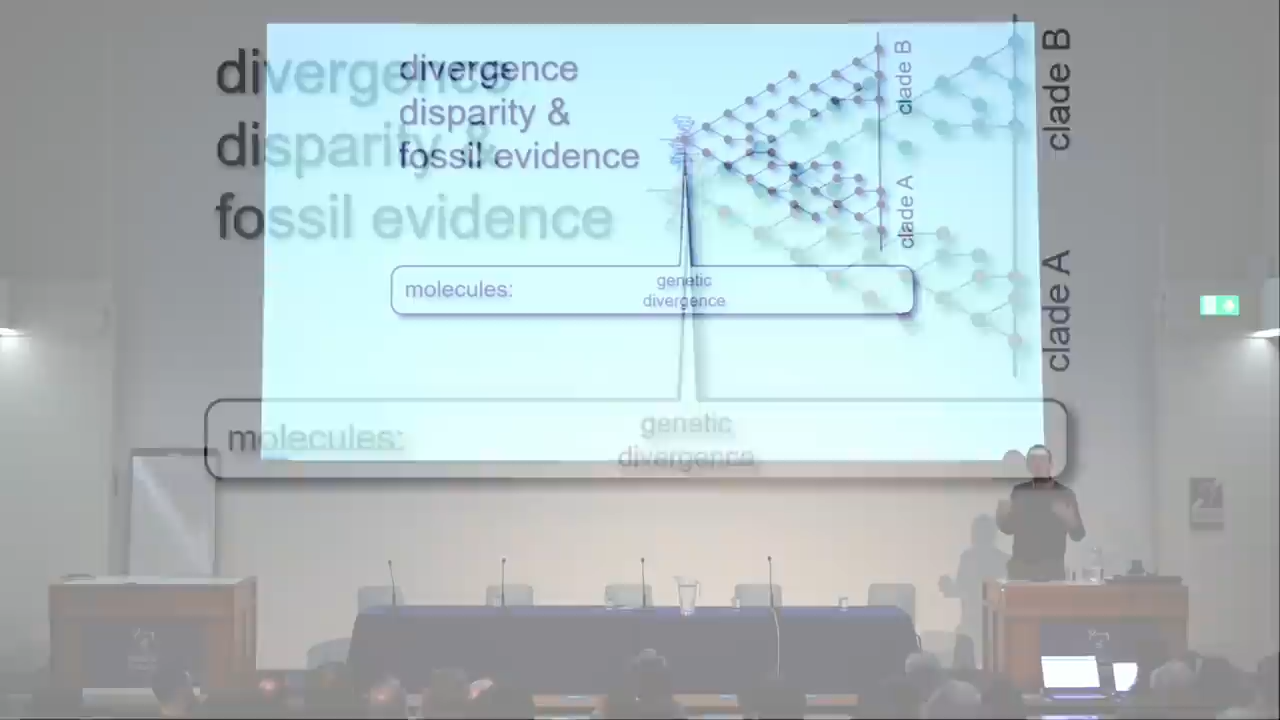 divergence
disparity &
fossil evidence
clade B
clade A
molecules:
genetic
divergence
divergence
disparity &
fossil evidence
clade B
clade A
molecules:
genetic
divergence